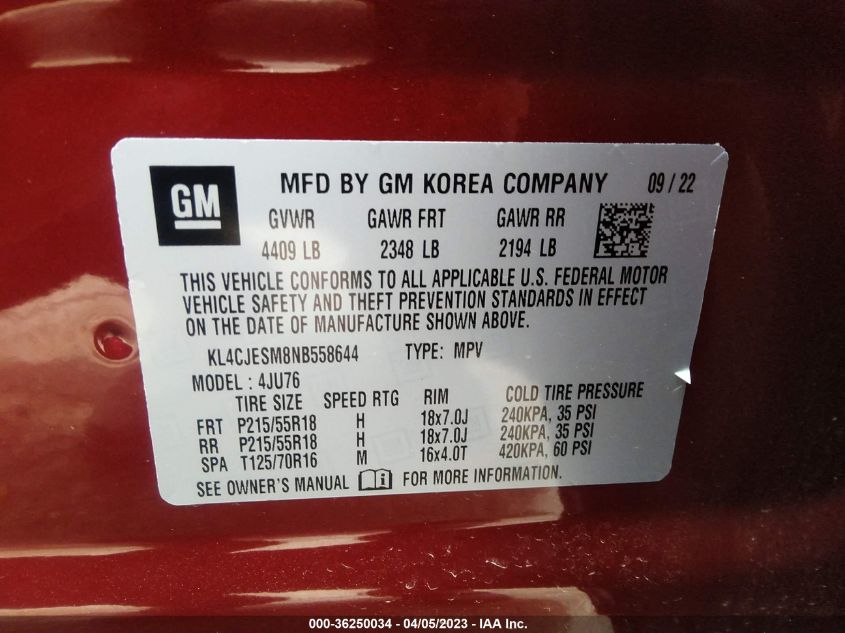 GM MFD BY GM KOREA COMPANY 09 / 22
GVWR GAWR FRT GAWR RR
4409 LB 2348 LB 2194 LB
THIS VEHICLE CONFORMS TO ALL APPLICABLE U.S. FEDERAL MOTOR
VEHICLE SAFETY AND THEFT PREVENTION STANDARDS IN EFFECT
ON THE DATE OF MANUFACTURE SHOWN ABOVE.
KL4CJESM8NB558644 TYPE: MPV
MODEL : 4JU76
TIRE SIZE SPEED RTG RIM COLD TIRE PRESSURE
FRT P215/55R18 H 18x7.0J 240KPA, 35 PSI
RR P215/55R18 H 18x7.0J 240KPA, 35 PSI
SPA T125/70R16 M 16x4.0T 420KPA, 60 PSI
SEE OWNER'S MANUAL i FOR MORE INFORMATION.
000-36250034 - 04/05/2023 - IAA Inc.